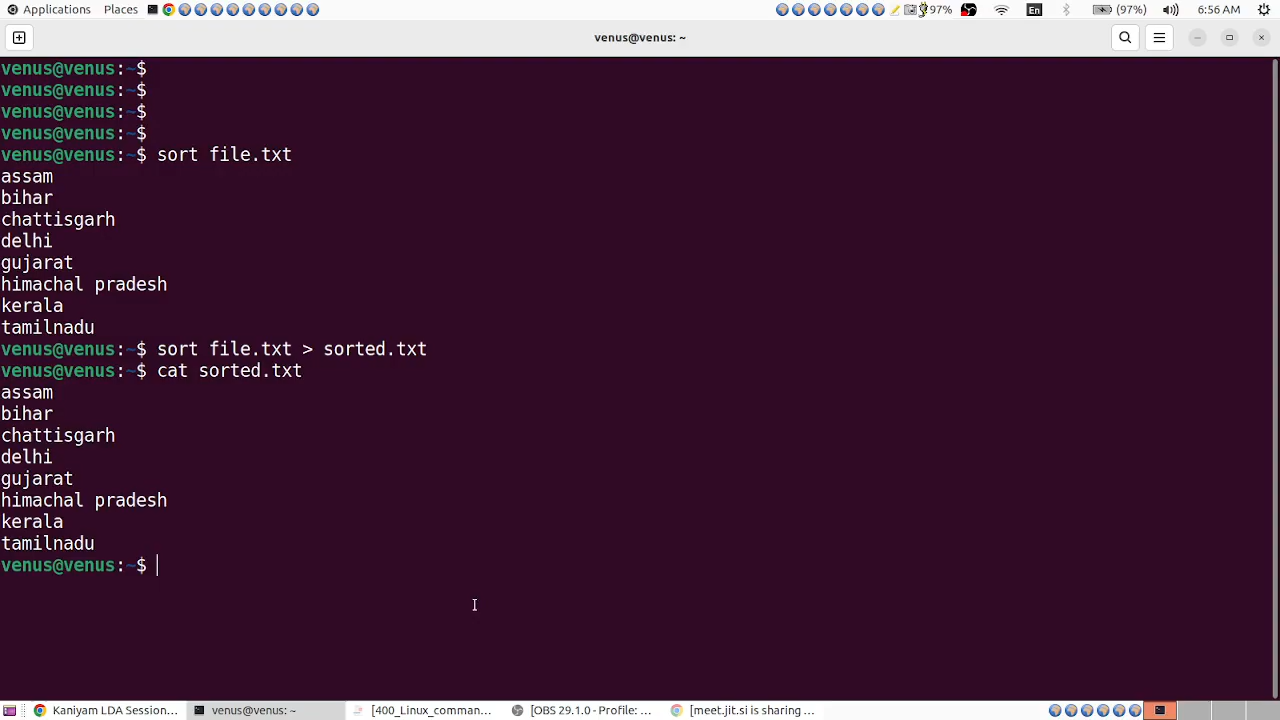 Applications Places 97% En (97%) 6:56 AM
venus@venus: ~
venus@venus:~$
venus@venus:~$
venus@venus:~$
venus@venus:~$
venus@venus:~$ sort file.txt
assam
bihar
chattisgarh
delhi
gujarat
himachal pradesh
kerala
tamilnadu
venus@venus:~$ sort file.txt > sorted.txt
venus@venus:~$ cat sorted.txt
assam
bihar
chattisgarh
delhi
gujarat
himachal pradesh
kerala
tamilnadu
venus@venus:~$
Kaniyam LDA Session... venus@venus: ~ [400_Linux_comman... [OBS 29.1.0 - Profile: ... [meet.jit.si is sharing ...